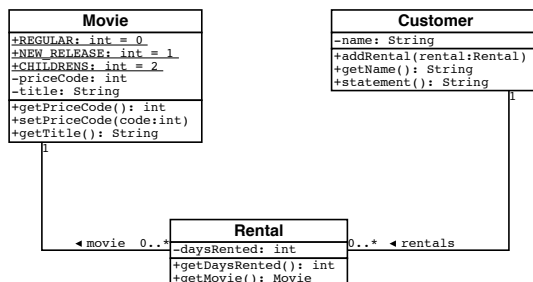 Movie
+REGULAR: int = 0
+NEW_RELEASE: int = 1
+CHILDRENS: int = 2
-priceCode: int
-title: String
+getPriceCode(): int
+setPriceCode(code:int)
+getTitle(): String
1
Customer
-name: String
+addRental(rental:Rental)
+getName(): String
+statement(): String
1
◄ movie 0..*
Rental
-daysRented: int
+getDaysRented(): int
+getMovie(): Movie
0..* ◄ rentals